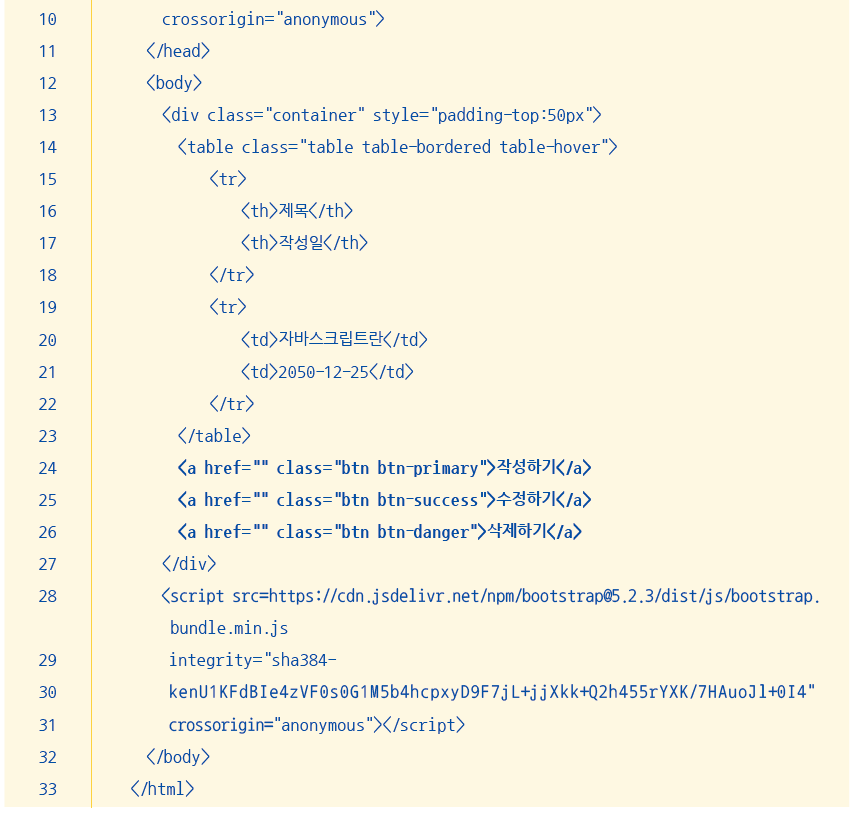 10 crossorigin="anonymous">
11 </head>
12 <body>
13 <div class="container" style="padding-top:50px">
14 <table class="table table-bordered table-hover">
15 <tr>
16 <th>제목</th>
17 <th>작성일</th>
18 </tr>
19 <tr>
20 <td>자바스크립트란</td>
21 <td>2050-12-25</td>
22 </tr>
23 </table>
24 <a href="" class="btn btn-primary">작성하기</a>
25 <a href="" class="btn btn-success">수정하기</a>
26 <a href="" class="btn btn-danger">삭제하기</a>
27 </div>
28 <script src=https://cdn.jsdelivr.net/npm/bootstrap@5.2.3/dist/js/bootstrap.
bundle.min.js
29 integrity="sha384-
30 kenU1KFdBIe4zVF0s0G1M5b4hcpxyD9F7jL+jjXkk+Q2h455rYXK/7HAuoJl+0I4"
31 crossorigin="anonymous"></script>
32 </body>
33 </html>